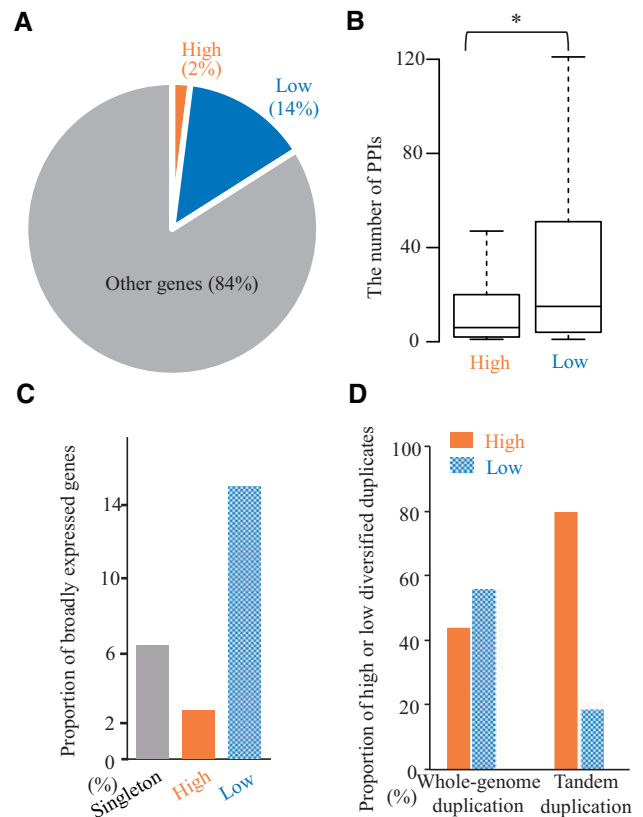 A
High
(2%)
Low
(14%)
Other genes (84%)
B
*
The number of PPIs
120
80
40
0
High
Low
C
Proportion of broadly expressed genes
14
10
6
2
0
(%)
Singleton
High
Low
D
High
Low
Proportion of high or low diversified duplicates
100
80
60
40
20
0
(%)
Whole-genome
duplication
Tandem
duplication